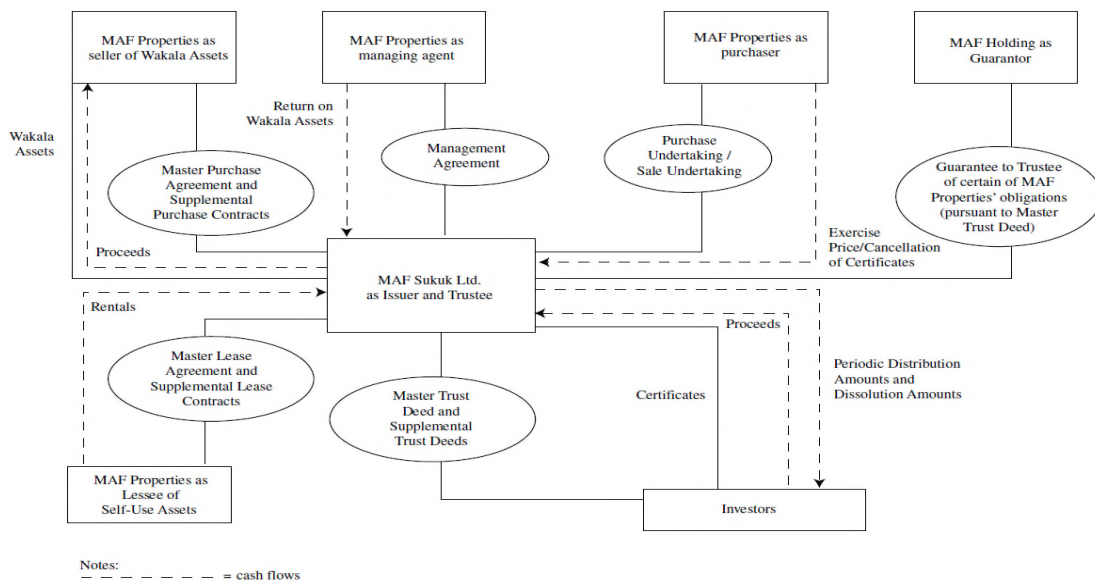 MAF Properties as
seller of Wakala Assets
MAF Properties as
managing agent
MAF Properties as
purchaser
MAF Holding as
Guarantor
Wakala
Assets
Return on
Wakala Assets
Master Purchase
Agreement and
Supplemental
Purchase Contracts
Management
Agreement
Purchase
Undertaking /
Sale Undertaking
Guarantee to Trustee
of certain of MAF
Properties' obligations
(pursuant to Master
Trust Deed)
Proceeds
Exercise
Price/Cancellation
of Certificates
MAF Sukuk Ltd.
as Issuer and Trustee
Rentals
Proceeds
Master Lease
Agreement and
Supplemental Lease
Contracts
Master Trust
Deed and
Supplemental
Trust Deeds
Certificates
Periodic Distribution
Amounts and
Dissolution Amounts
MAF Properties as
Lessee of
Self-Use Assets
Investors
Notes:
= cash flows